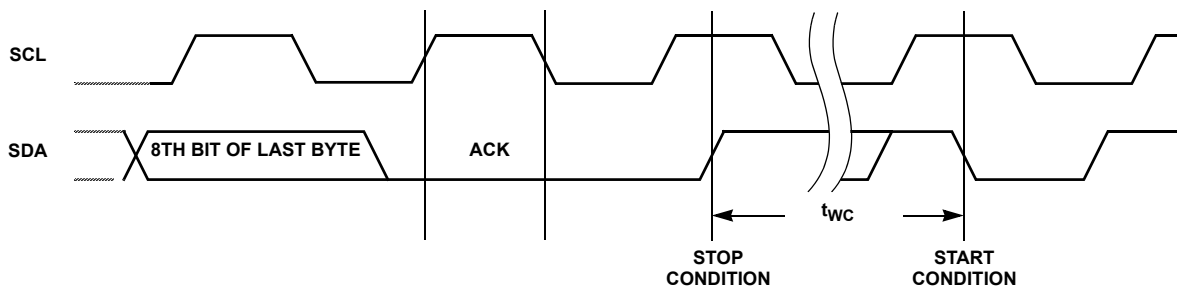 SCL
SDA
8TH BIT OF LAST BYTE
ACK
tWC
STOP
CONDITION
START
CONDITION